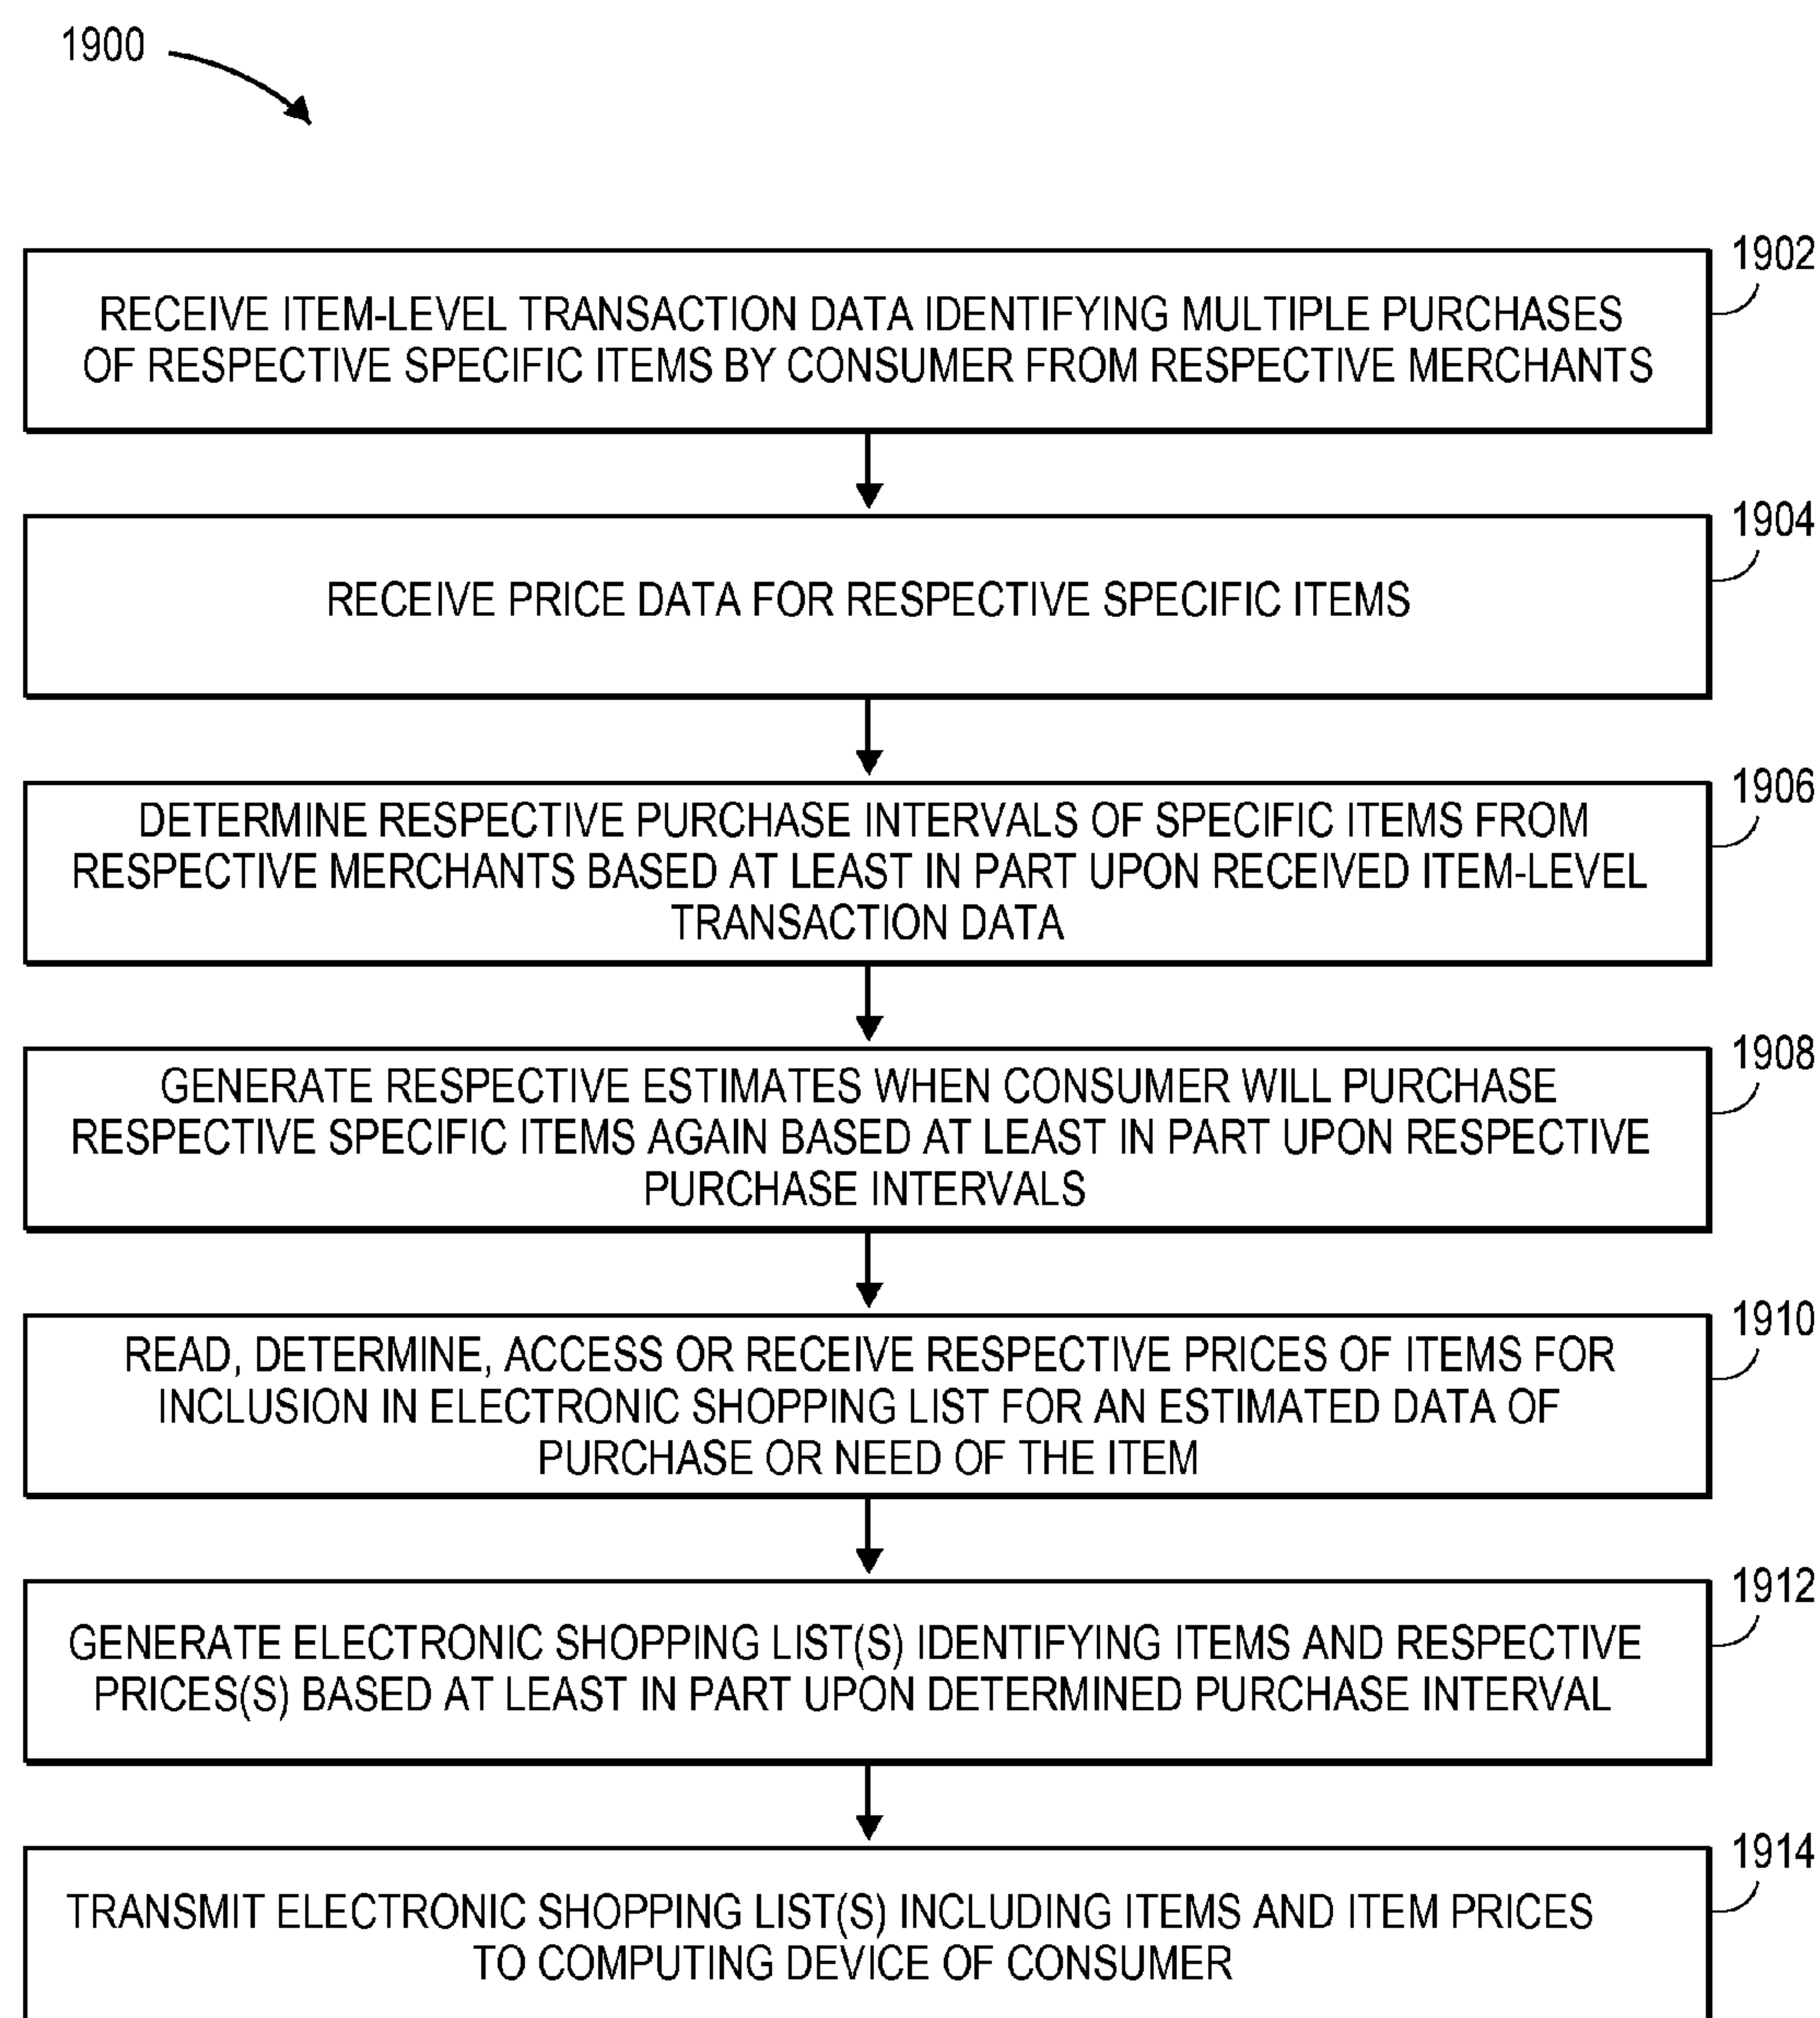 1900
1902
RECEIVE ITEM-LEVEL TRANSACTION DATA IDENTIFYING MULTIPLE PURCHASES
OF RESPECTIVE SPECIFIC ITEMS BY CONSUMER FROM RESPECTIVE MERCHANTS
1904
RECEIVE PRICE DATA FOR RESPECTIVE SPECIFIC ITEMS
1906
DETERMINE RESPECTIVE PURCHASE INTERVALS OF SPECIFIC ITEMS FROM
RESPECTIVE MERCHANTS BASED AT LEAST IN PART UPON RECEIVED ITEM-LEVEL
TRANSACTION DATA
1908
GENERATE RESPECTIVE ESTIMATES WHEN CONSUMER WILL PURCHASE
RESPECTIVE SPECIFIC ITEMS AGAIN BASED AT LEAST IN PART UPON RESPECTIVE
PURCHASE INTERVALS
1910
READ, DETERMINE, ACCESS OR RECEIVE RESPECTIVE PRICES OF ITEMS FOR
INCLUSION IN ELECTRONIC SHOPPING LIST FOR AN ESTIMATED DATA OF
PURCHASE OR NEED OF THE ITEM
1912
GENERATE ELECTRONIC SHOPPING LIST(S) IDENTIFYING ITEMS AND RESPECTIVE
PRICES(S) BASED AT LEAST IN PART UPON DETERMINED PURCHASE INTERVAL
1914
TRANSMIT ELECTRONIC SHOPPING LIST(S) INCLUDING ITEMS AND ITEM PRICES
TO COMPUTING DEVICE OF CONSUMER